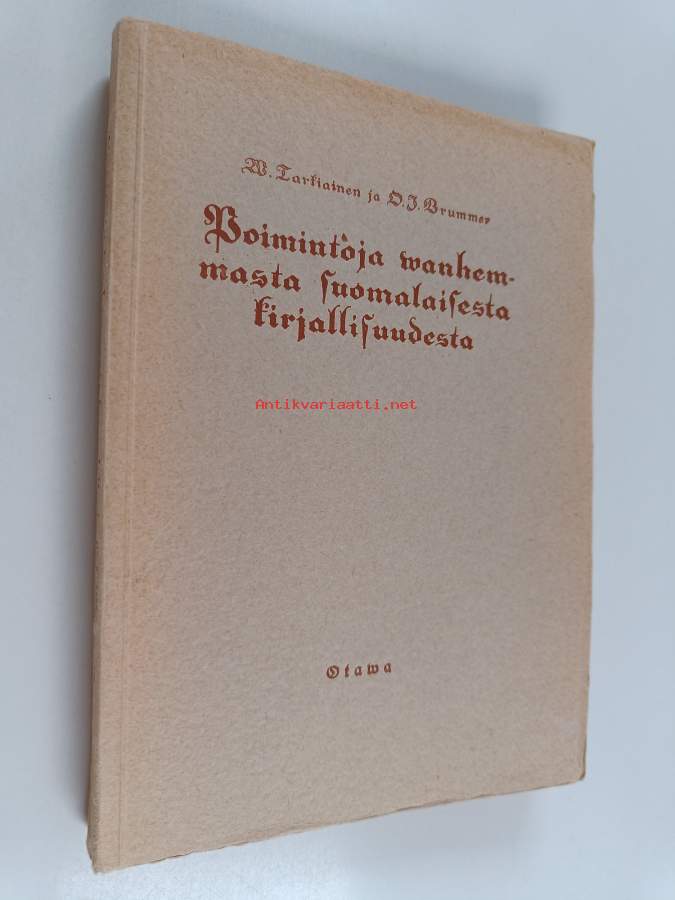 W. Tarkiainen ja O. J. Brummer
Poimintoja wanhem-
masta suomalaisesta
kirjallisuudesta
Antikvariaatti.net
Otawa